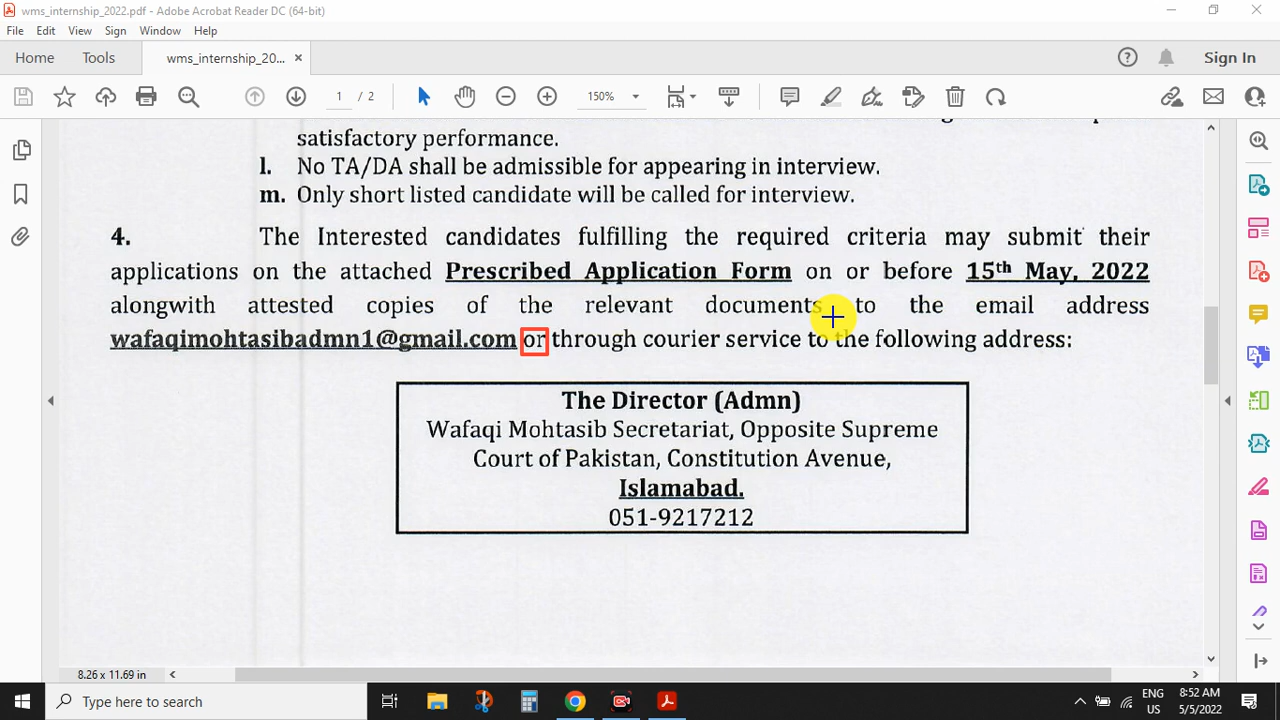 wms_internship_2022.pdf - Adobe Acrobat Reader DC (64-bit)
File Edit View Sign Window Help
Home Tools wms_internship_20... × Sign In
1 / 2 150%
satisfactory performance.
l. No TA/DA shall be admissible for appearing in interview.
m. Only short listed candidate will be called for interview.
4. The Interested candidates fulfilling the required criteria may submit their
applications on the attached Prescribed Application Form on or before 15th May, 2022
alongwith attested copies of the relevant documents to the email address
wafaqimohtasibadmn1@gmail.com or through courier service to the following address:
The Director (Admn)
Wafaqi Mohtasib Secretariat, Opposite Supreme
Court of Pakistan, Constitution Avenue,
Islamabad.
051-9217212
8.26 x 11.69 in
Type here to search
ENG
US
8:52 AM
5/5/2022